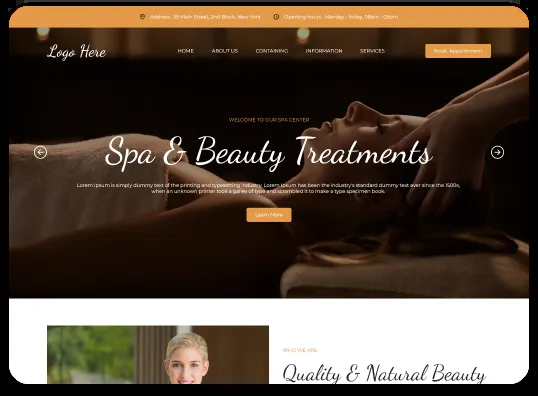 Address: 55 Main Street, 2nd Block, New York
Opening hours: Monday - friday, 08am - 05pm
Logo Here
HOME
ABOUT US
CONTAINING
INFORMATION
SERVICES
Book Appointment
WELCOME TO OUR SPA CENTER
Spa & Beauty Treatments
Lorem Ipsum is simply dummy text of the printing and typesetting industry. Lorem Ipsum has been the industry's standard dummy text ever since the 1500s,
when an unknown printer took a galley of type and scrambled it to make a type specimen book.
Learn More
WHO WE ARE
Quality & Natural Beauty